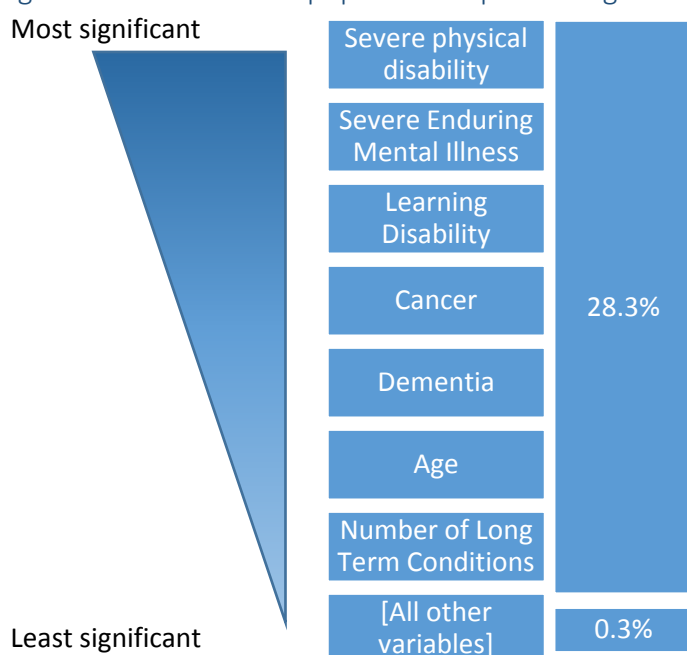 Most significant
Severe physical
disability
Severe Enduring
Mental Illness
Learning
Disability
Cancer
28.3%
Dementia
Age
Number of Long
Term Conditions
[All other
variables]
0.3%
Least significant